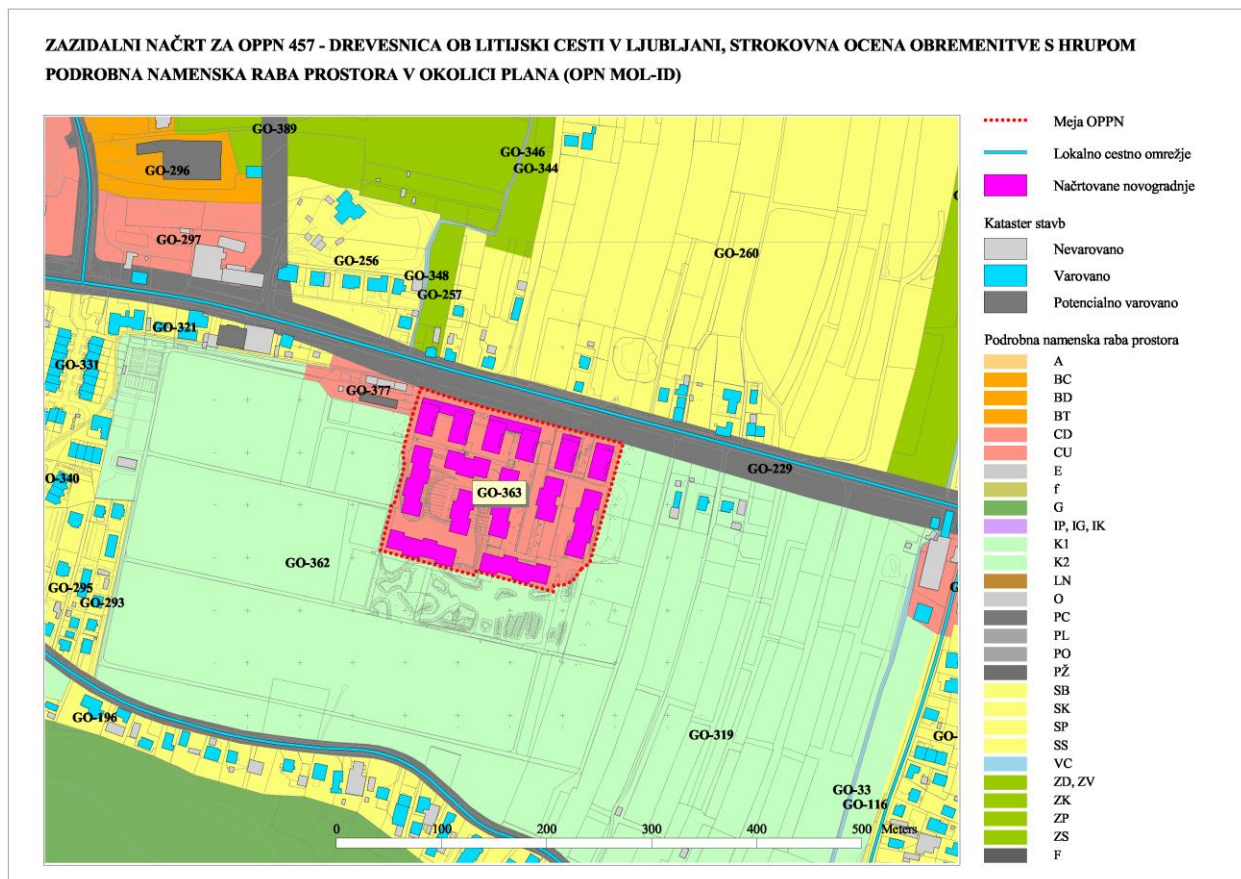 ZAZIDALNI NAČRT ZA OPPN 457 - DREVESNICA OB LITIJSKI CESTI V LJUBLJANI, STROKOVNA OCENA OBREMENITVE S HRUPOM
PODROBNA NAMENSKA RABA PROSTORA V OKOLICI PLANA (OPN MOL-ID)
GO-389
GO-346
GO-344
GO-296
GO-297
GO-256
GO-260
GO-348
GO-257
GO-321
GO-331
GO-377
GO-229
O-340
GO-363
GO-362
GO-295
GO-293
GO-196
GO-319
GO-
GO-33
GO-116
0 100 200 300 400 500 Meters
Meja OPPN
Lokalno cestno omrežje
Načrtovane novogradnje
Kataster stavb
Nevarovano
Varovano
Potencialno varovano
Podrobna namenska raba prostora
A
BC
BD
BT
CD
CU
E
f
G
IP, IG, IK
K1
K2
LN
O
PC
PL
PO
PŽ
SB
SK
SP
SS
VC
ZD, ZV
ZK
ZP
ZS
F